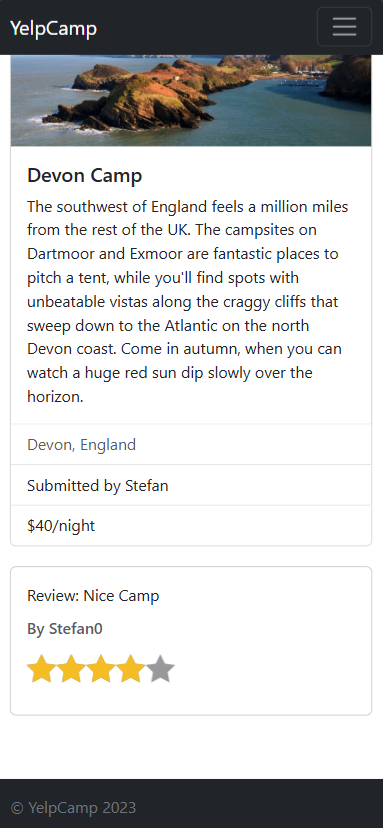 YelpCamp
Devon Camp
The southwest of England feels a million miles
from the rest of the UK. The campsites on
Dartmoor and Exmoor are fantastic places to
pitch a tent, while you'll find spots with
unbeatable vistas along the craggy cliffs that
sweep down to the Atlantic on the north
Devon coast. Come in autumn, when you can
watch a huge red sun dip slowly over the
horizon.
Devon, England
Submitted by Stefan
$40/night
Review: Nice Camp
By Stefan0
© YelpCamp 2023